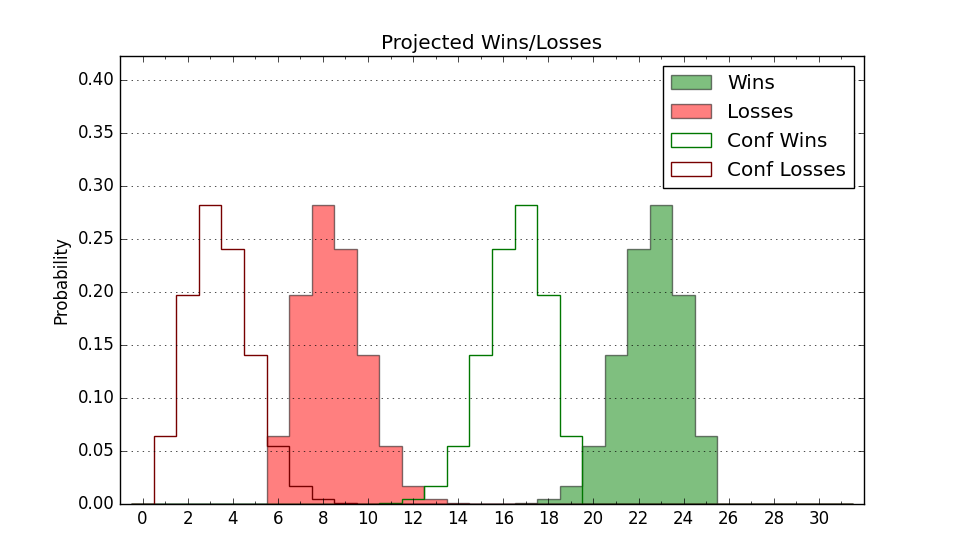 Projected Wins/Losses
Probability
0.40
0.35
0.30
0.25
0.20
0.15
0.10
0.05
0.00
0 2 4 6 8 10 12 14 16 18 20 22 24 26 28 30
Wins
Losses
Conf Wins
Conf Losses